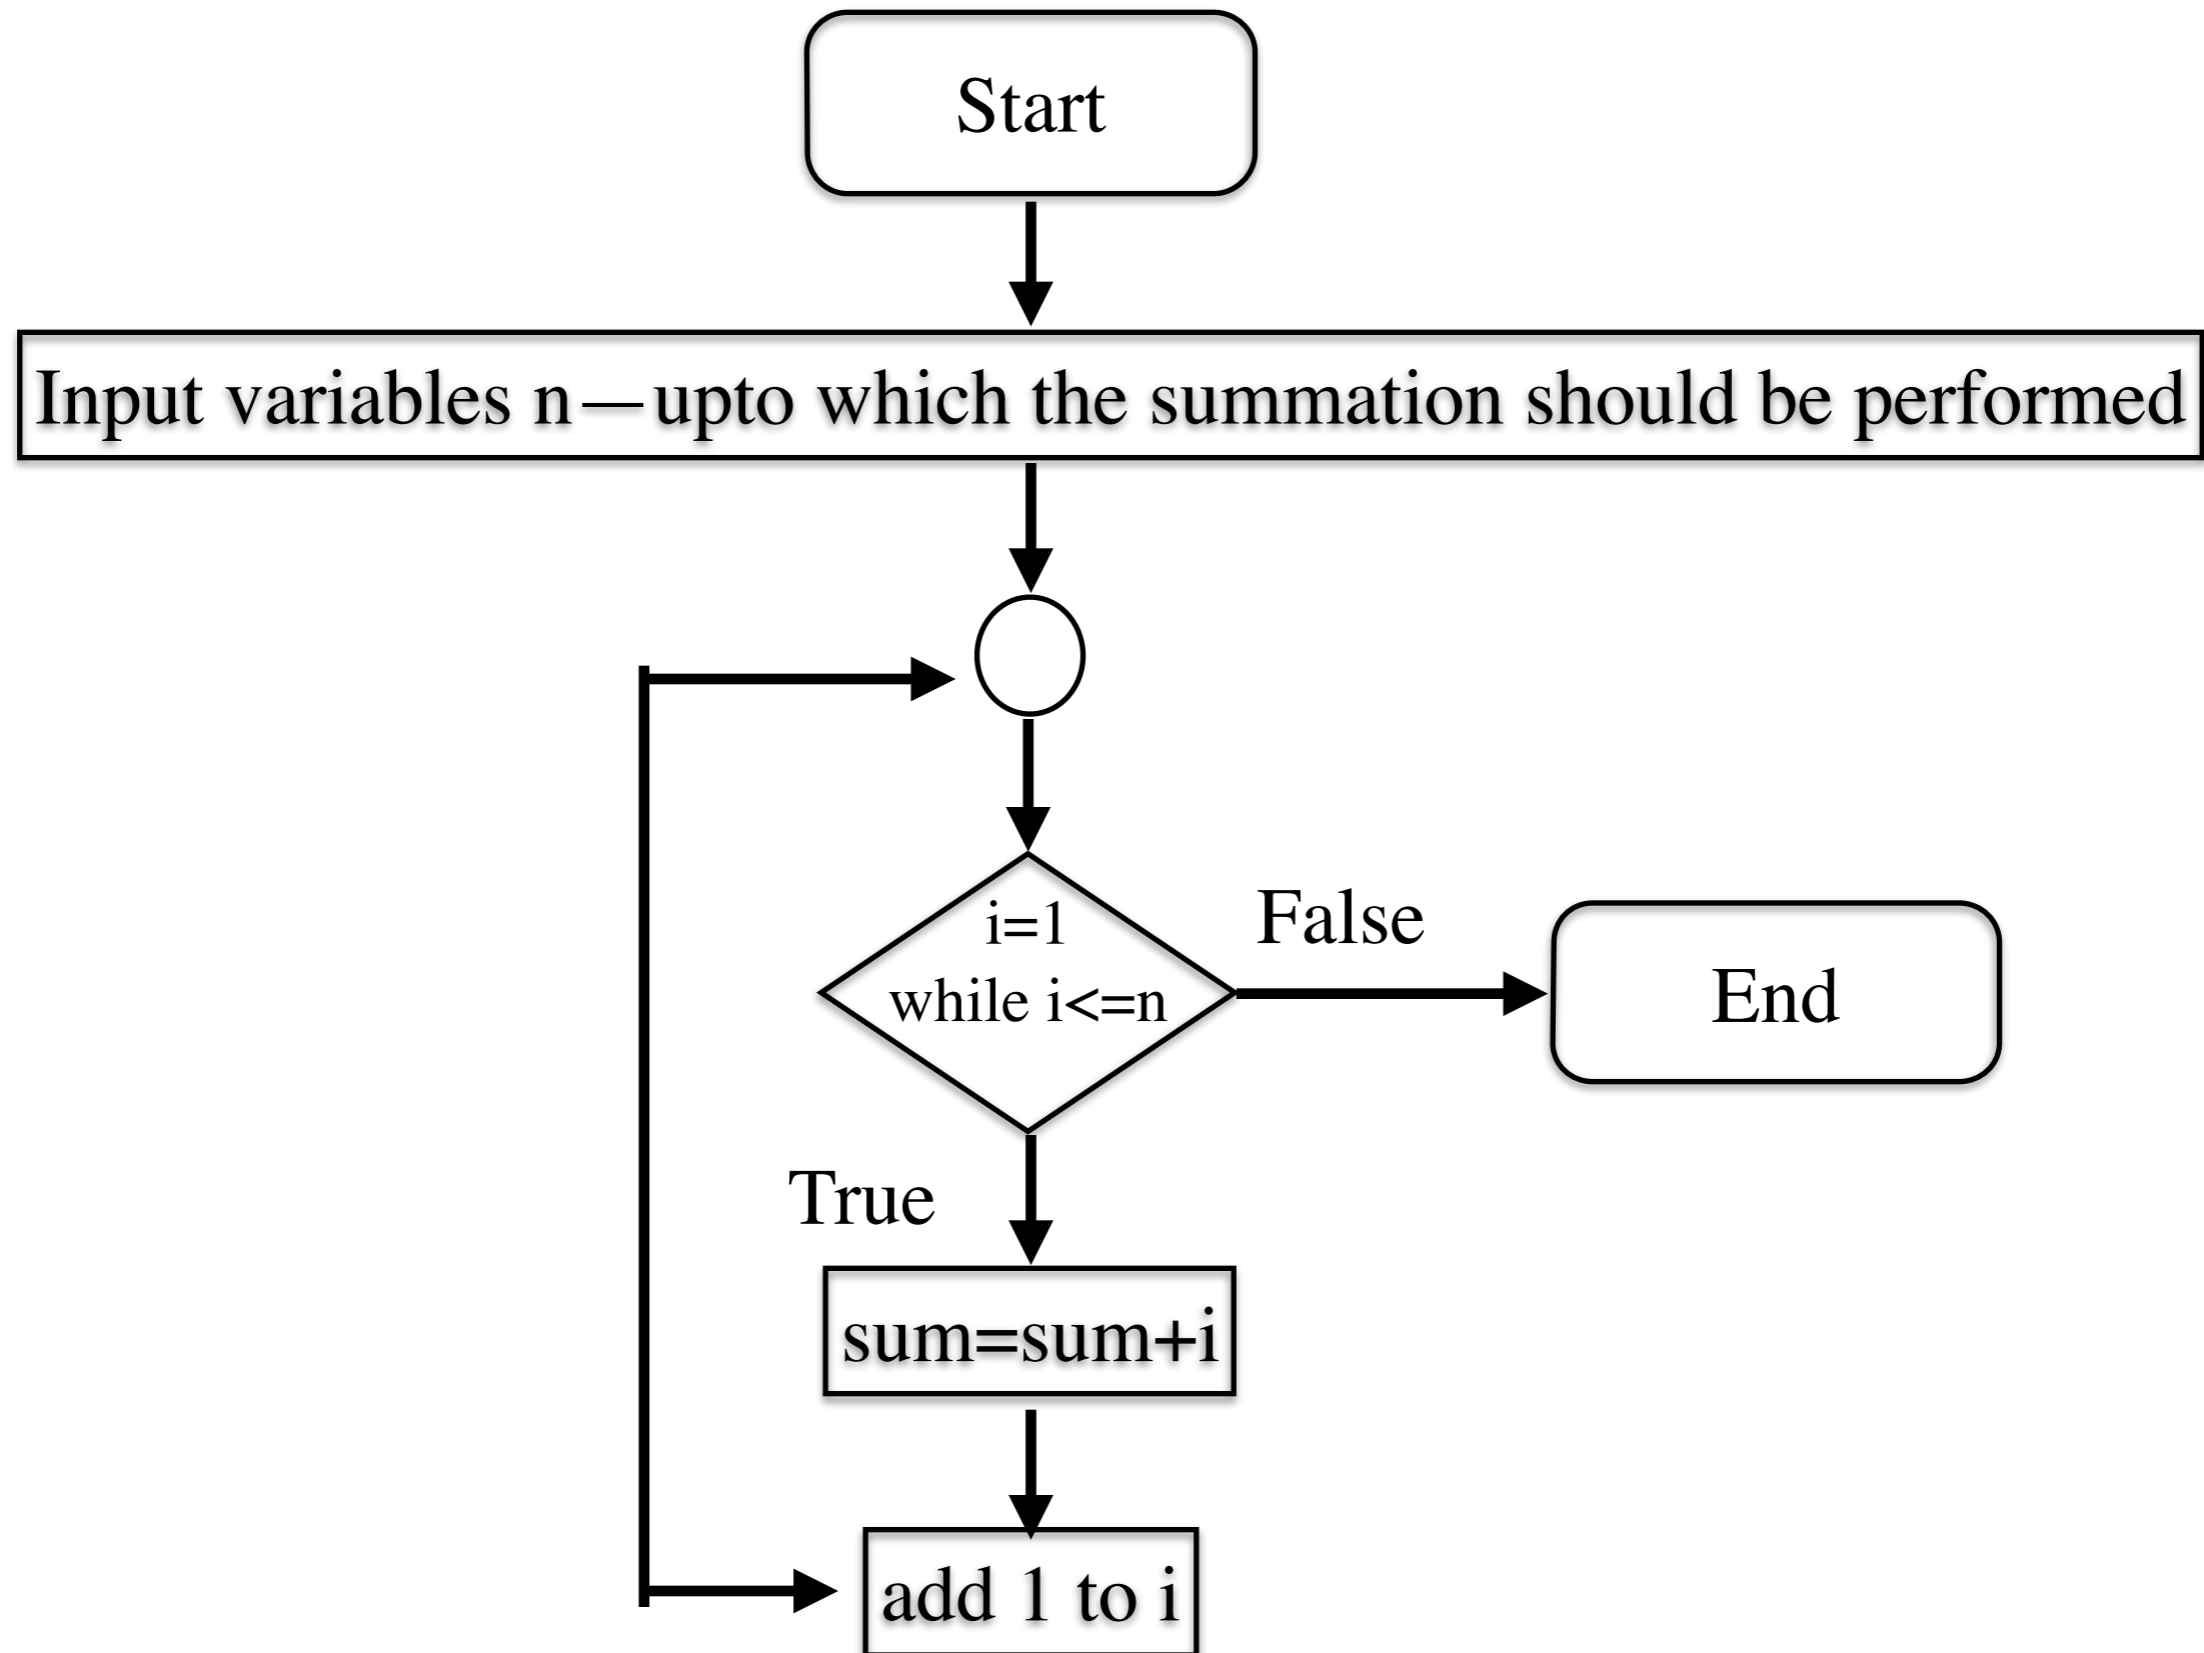 Start
Input variables n—upto which the summation should be performed
i=1
while i<=n
False
End
True
sum=sum+i
add 1 to i